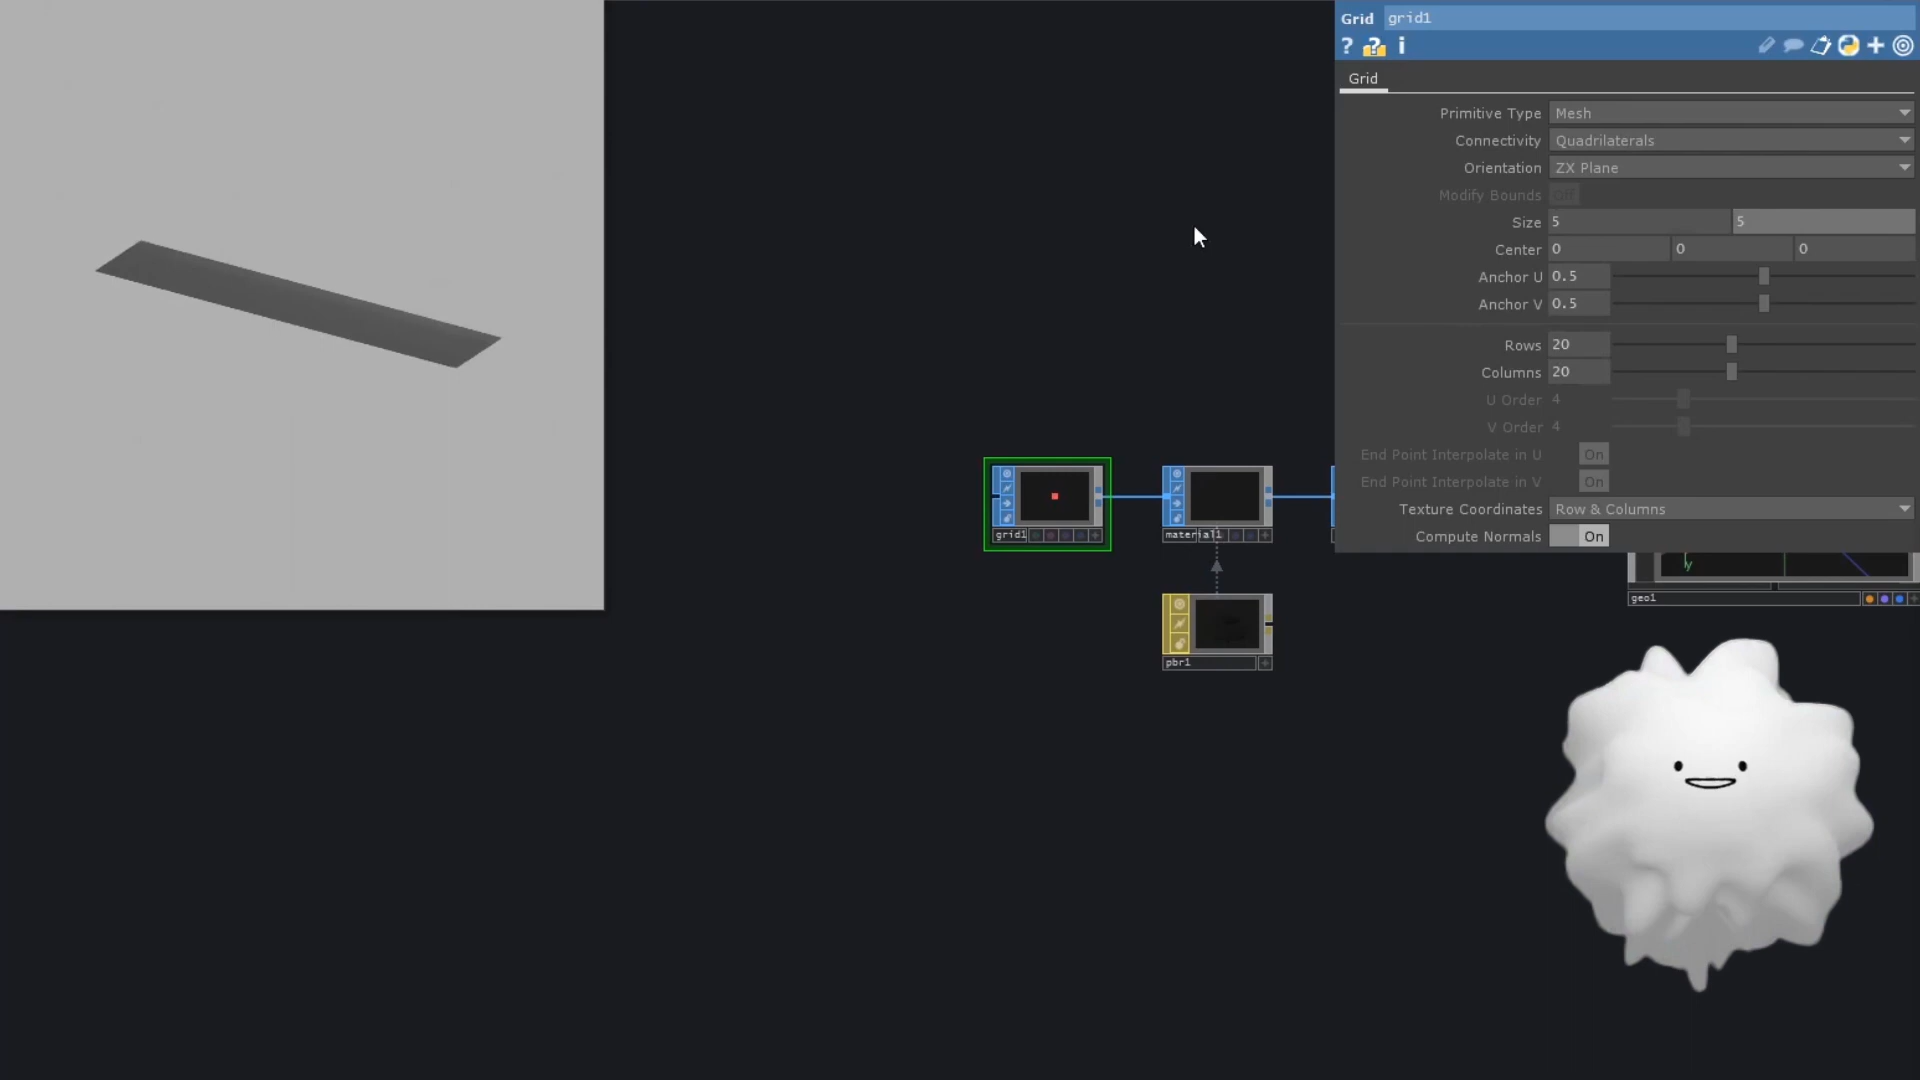 Grid grid1
? ? i
Grid
Primitive Type Mesh
Connectivity Quadrilaterals
Orientation ZX Plane
Modify Bounds Off
Size 5 5
Center 0 0 0
Anchor U 0.5
Anchor V 0.5
Rows 20
Columns 20
U Order 4
V Order 4
End Point Interpolate in U On
End Point Interpolate in V On
Texture Coordinates Row & Columns
Compute Normals On
grid1
material1
y
geo1
pbr1